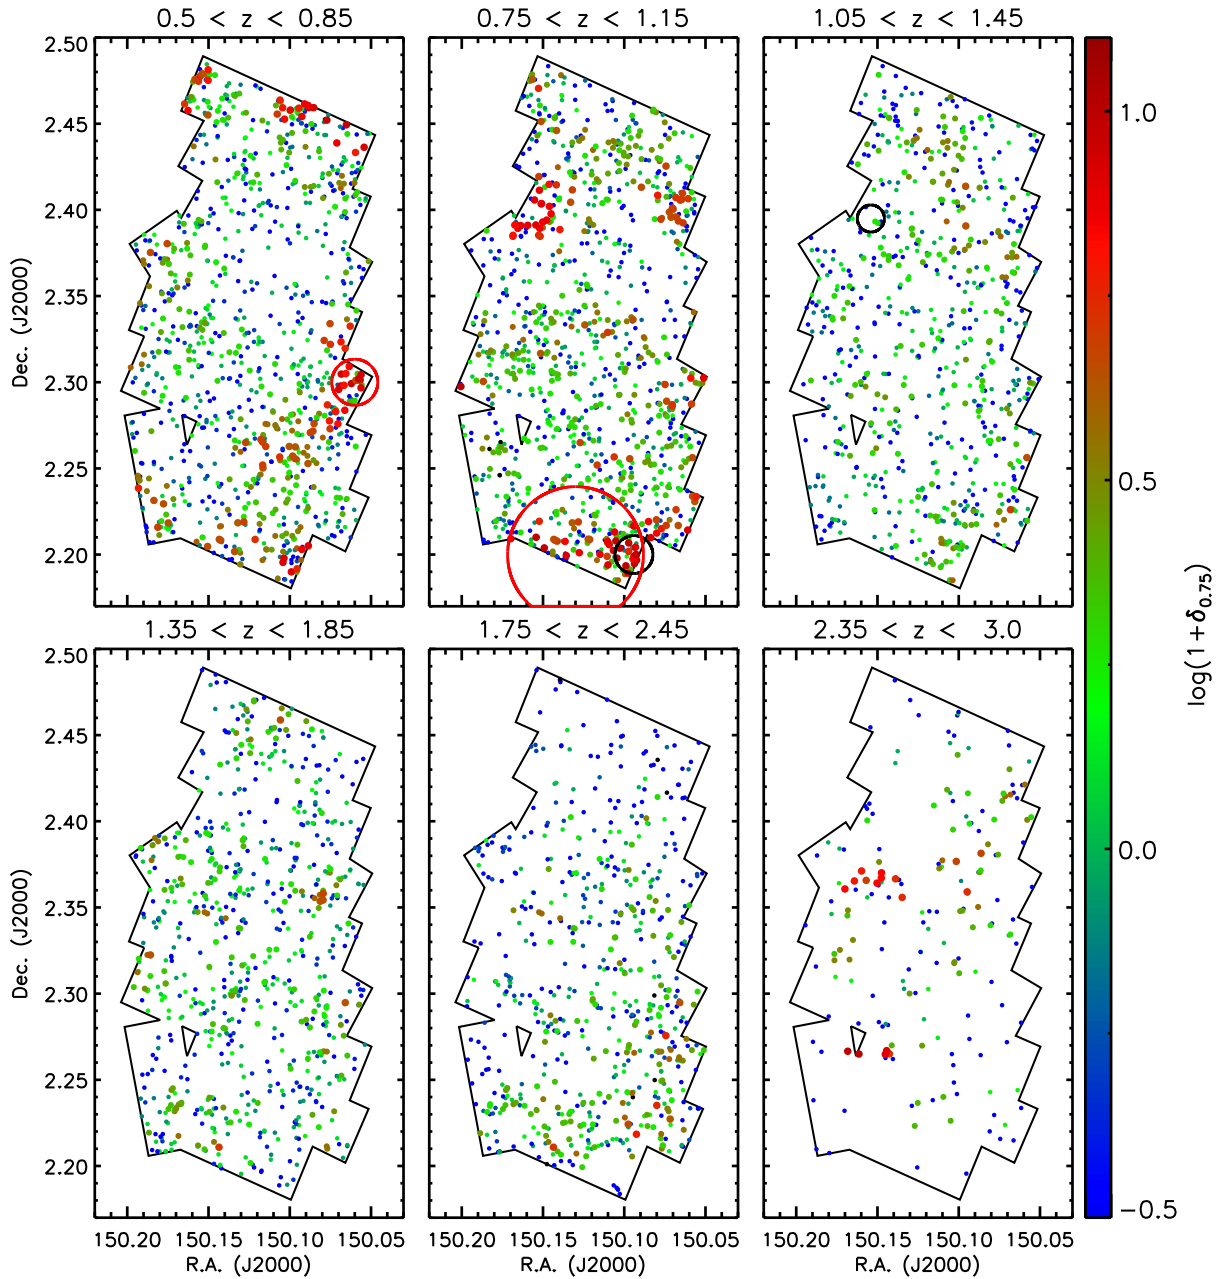 0.5 < z < 0.85
0.75 < z < 1.15
1.05 < z < 1.45
2.50
2.45
2.40
2.35
2.30
2.25
2.20
Dec. (J2000)
1.35 < z < 1.85
1.75 < z < 2.45
2.35 < z < 3.0
2.50
2.45
2.40
2.35
2.30
2.25
2.20
Dec. (J2000)
150.20 150.15 150.10 150.05
R.A. (J2000)
150.20 150.15 150.10 150.05
R.A. (J2000)
150.20 150.15 150.10 150.05
R.A. (J2000)
1.0
0.5
0.0
−0.5
log(1+δ0.75)